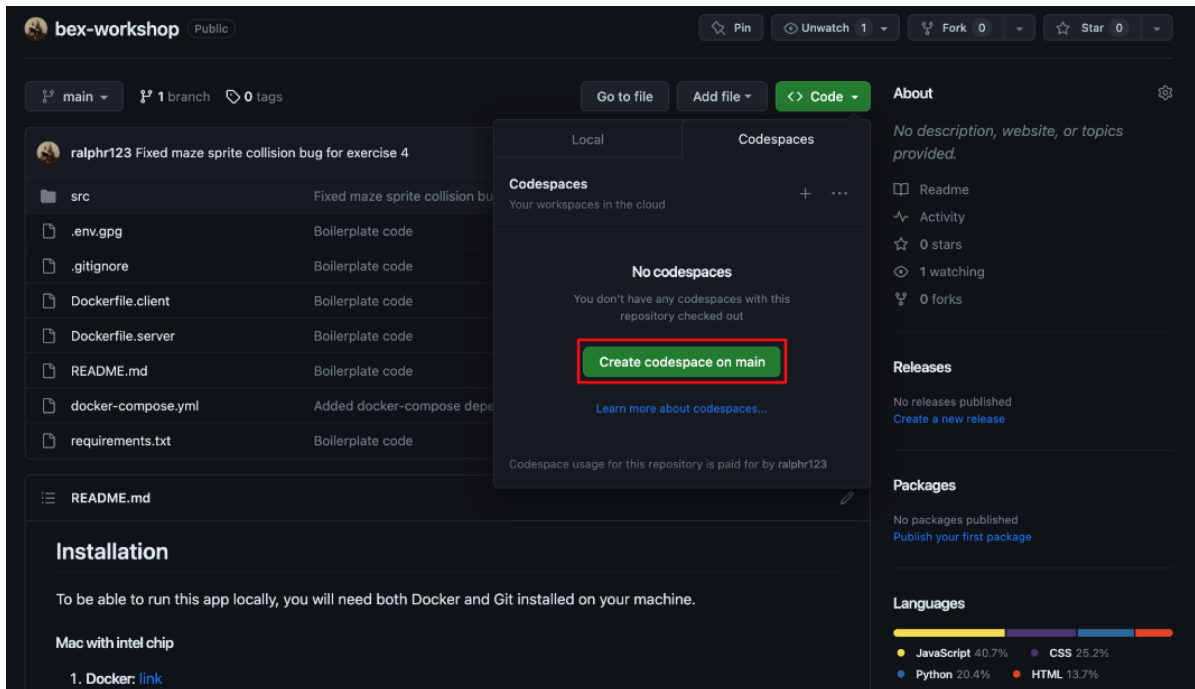 bex-workshop Public Pin Unwatch 1 Fork 0 Star 0
main 1 branch 0 tags Go to file Add file <> Code
ralphr123 Fixed maze sprite collision bug for exercise 4
src Fixed maze sprite collision bu
.env.gpg Boilerplate code
.gitignore Boilerplate code
Dockerfile.client Boilerplate code
Dockerfile.server Boilerplate code
README.md Boilerplate code
docker-compose.yml Added docker-compose depe
requirements.txt Boilerplate code
Local Codespaces
Codespaces
Your workspaces in the cloud
No codespaces
You don't have any codespaces with this
repository checked out
Create codespace on main
Learn more about codespaces...
Codespace usage for this repository is paid for by ralphr123
README.md
Installation
To be able to run this app locally, you will need both Docker and Git installed on your machine.
Mac with intel chip
1. Docker: link
About
No description, website, or topics
provided.
Readme
Activity
0 stars
1 watching
0 forks
Releases
No releases published
Create a new release
Packages
No packages published
Publish your first package
Languages
JavaScript 40.7% CSS 25.2%
Python 20.4% HTML 13.7%